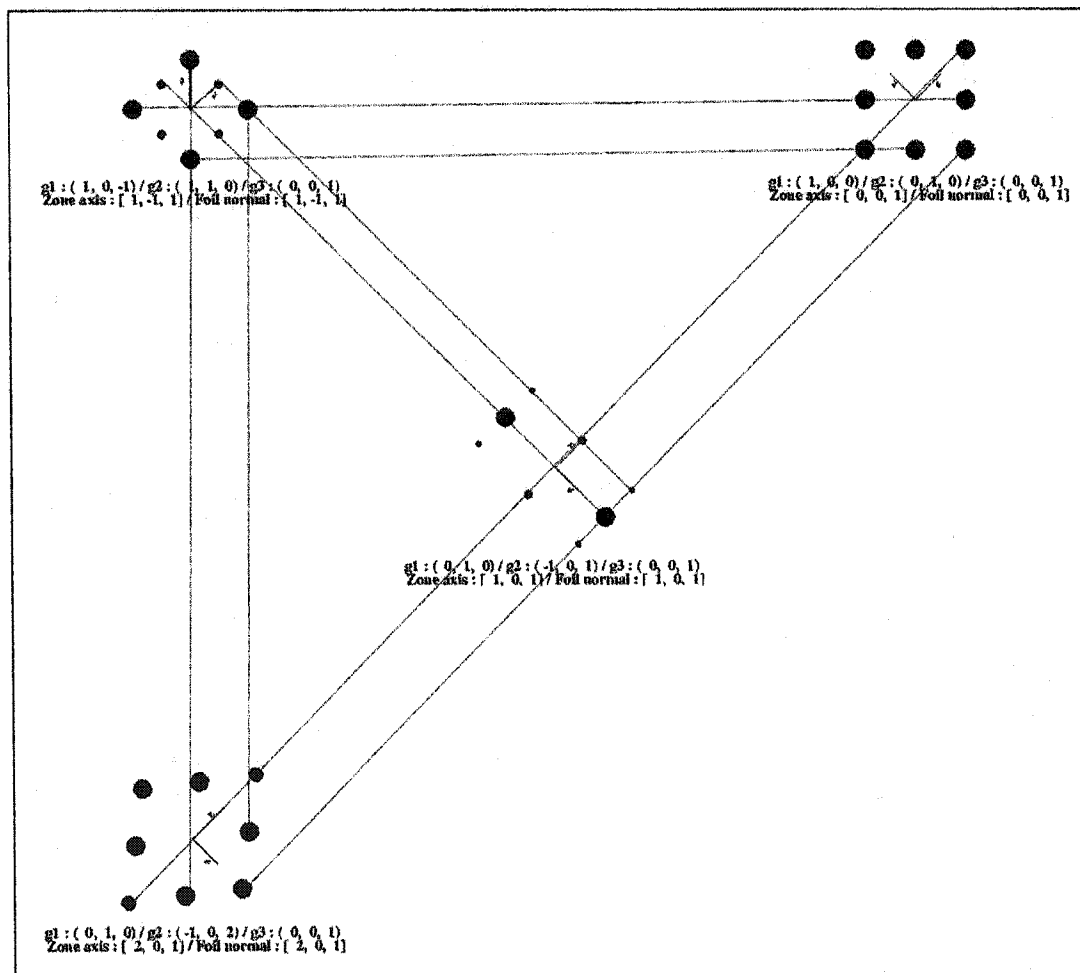 g1 : ( 1, 0, -1) / g2 : ( 1, 1, 0) / g3 : ( 0, 0, 1)
Zone axis : [ 1, -1, 1] / Foil normal : [ 1, -1, 1]
g1 : ( 1, 0, 0) / g2 : ( 0, 1, 0) / g3 : ( 0, 0, 1)
Zone axis : [ 0, 0, 1] / Foil normal : [ 0, 0, 1]
g1 : ( 0, 1, 0) / g2 : (-1, 0, 1) / g3 : ( 0, 0, 1)
Zone axis : [ 1, 0, 1] / Foil normal : [ 1, 0, 1]
g1 : ( 0, 1, 0) / g2 : (-1, 0, 2) / g3 : ( 0, 0, 1)
Zone axis : [ 2, 0, 1] / Foil normal : [ 2, 0, 1]